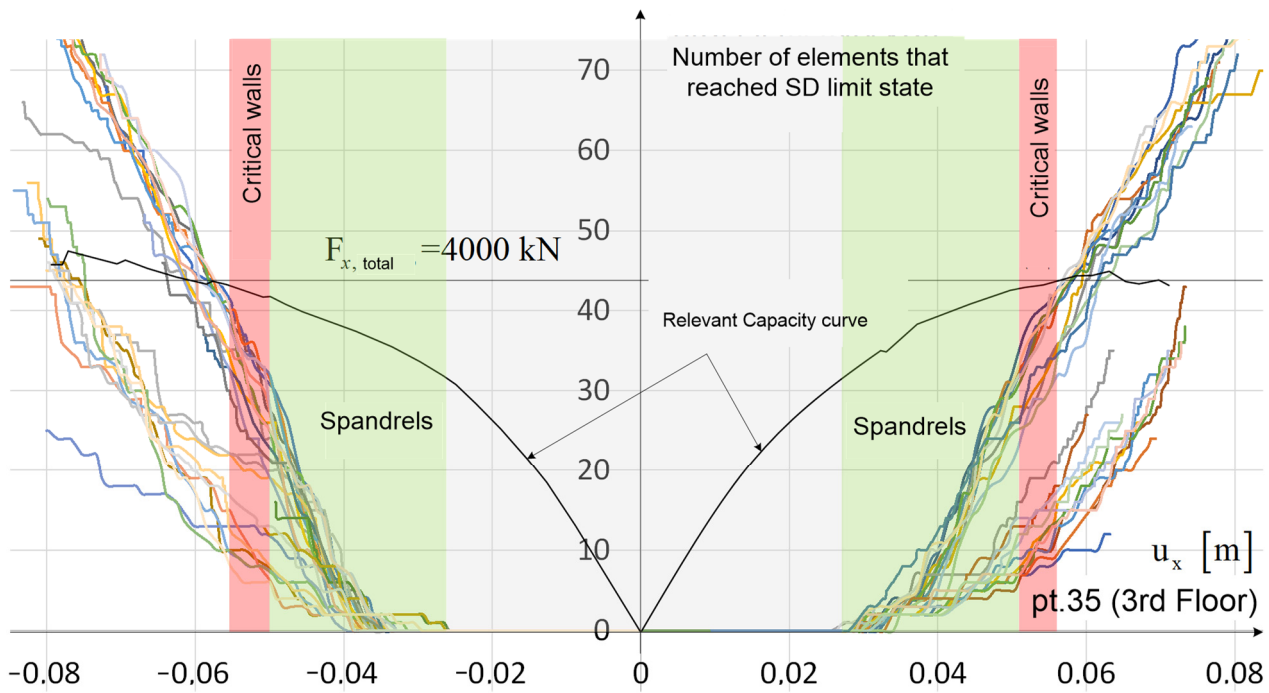 70
60
50
40
30
20
10
0
Number of elements that
reached SD limit state
Critical walls
Critical walls
Fx, total =4000 kN
Relevant Capacity curve
Spandrels
Spandrels
ux [m]
pt.35 (3rd Floor)
−0.08 −0.06 −0.04 −0.02 0 0,02 0.04 0.06 0.08